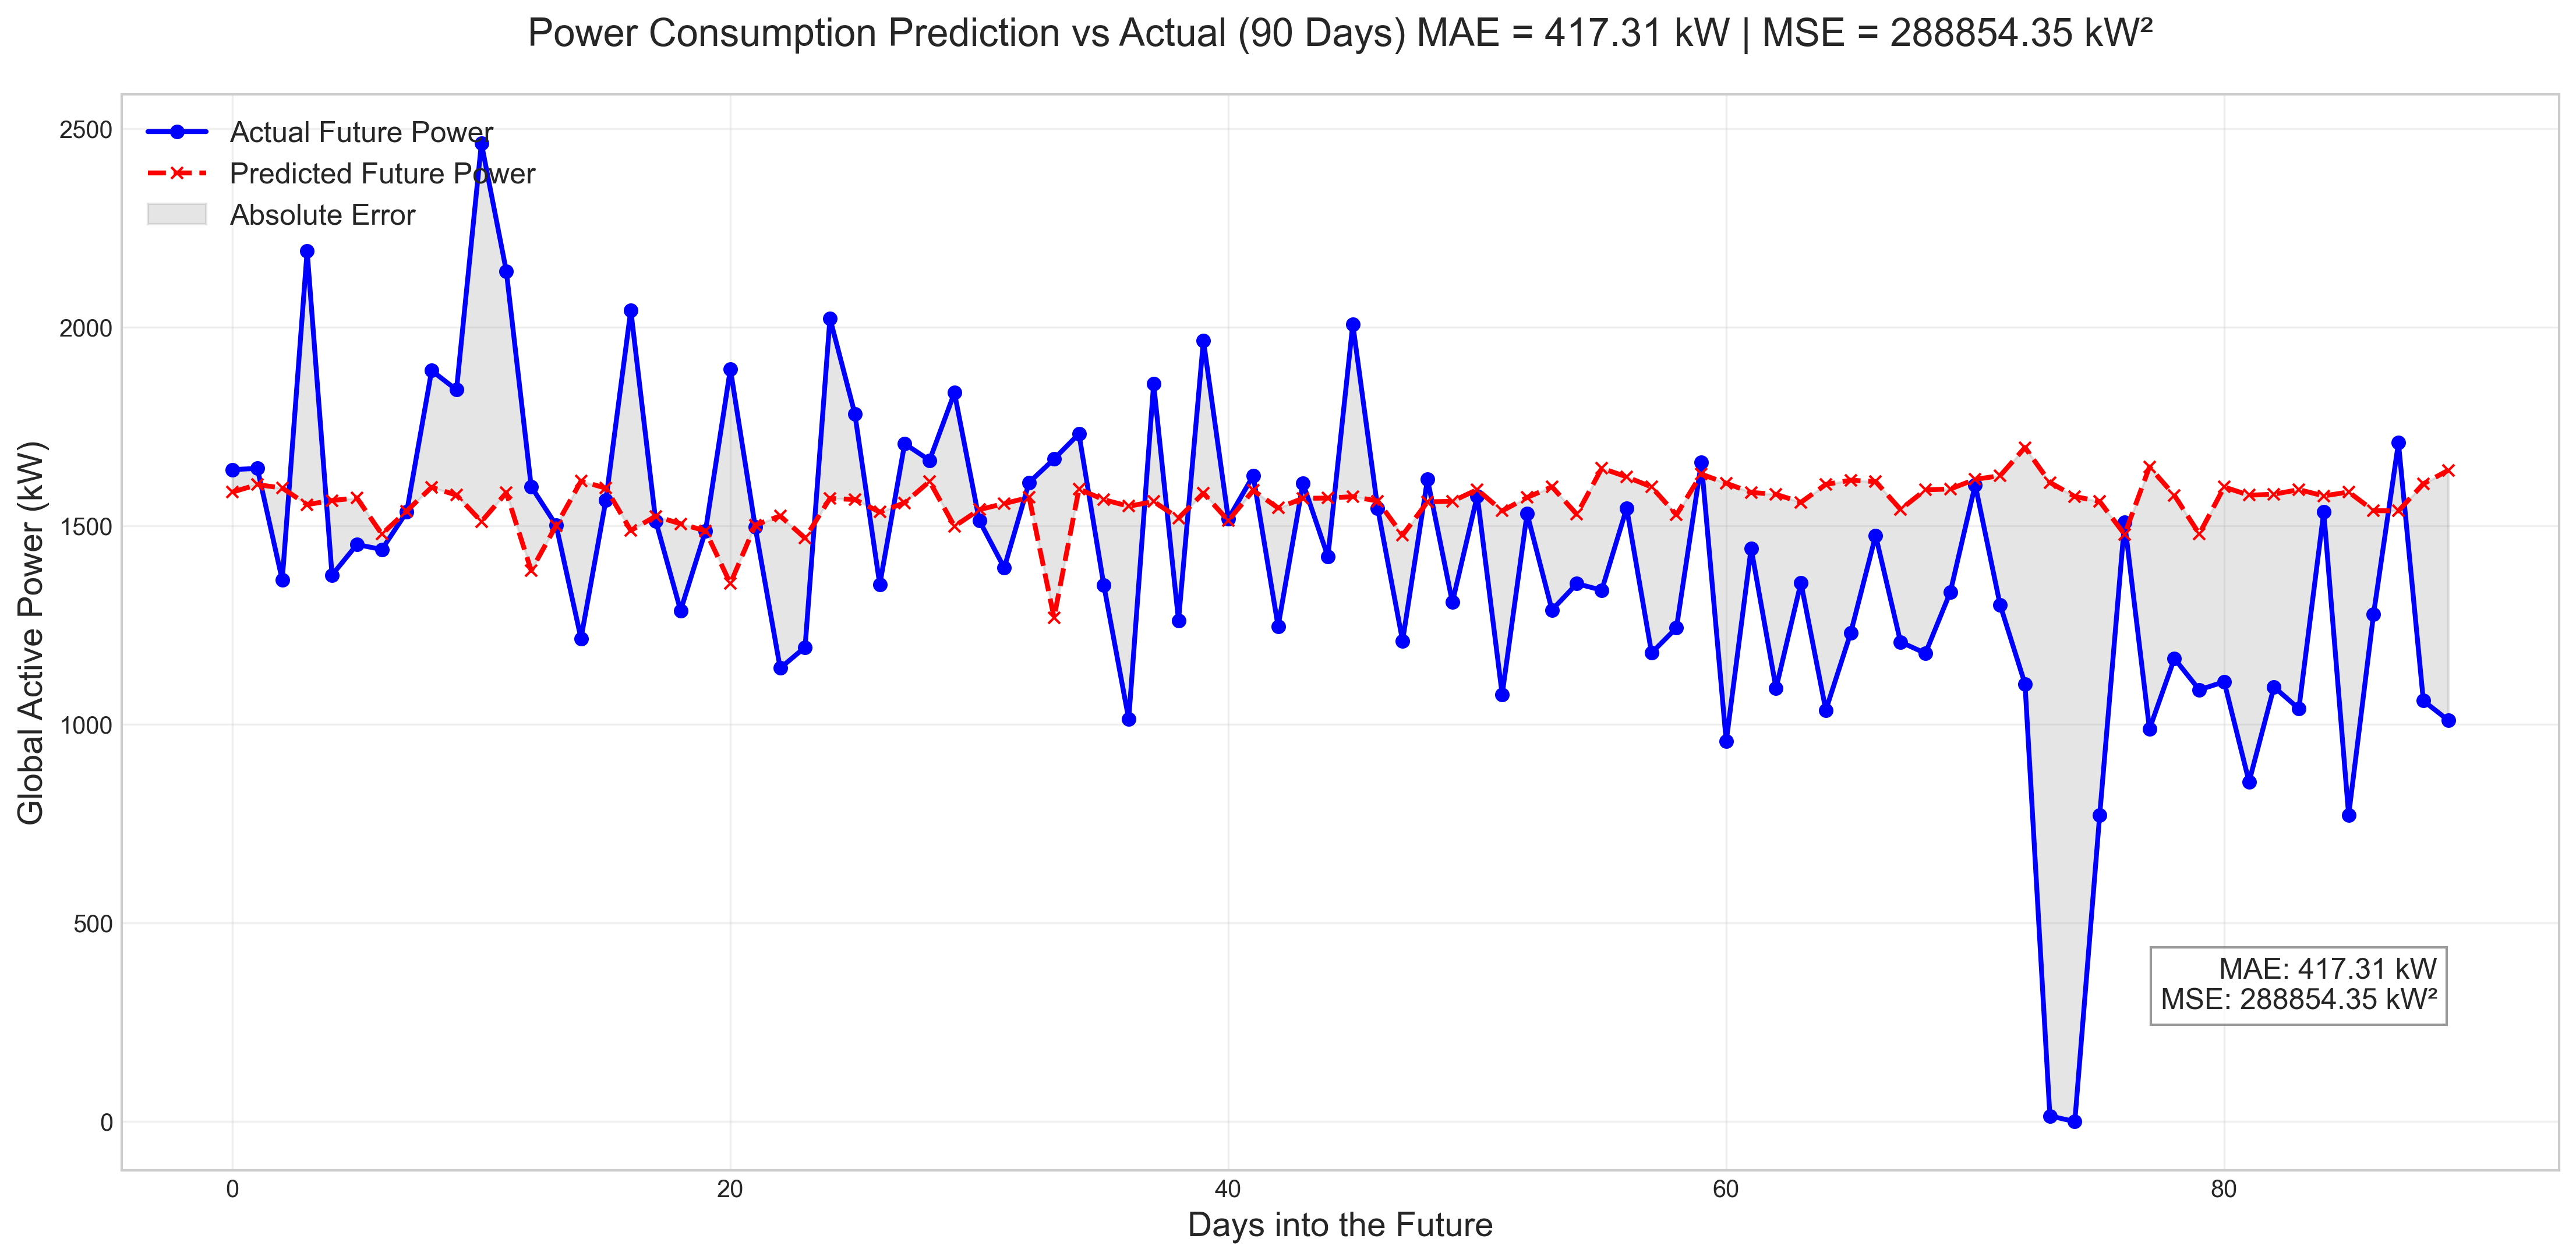 Power Consumption Prediction vs Actual (90 Days) MAE = 417.31 kW | MSE = 288854.35 kW²
Actual Future Power
Predicted Future Power
Absolute Error
Global Active Power (kW)
2500
2000
1500
1000
500
0
MAE: 417.31 kW
MSE: 288854.35 kW²
0 20 40 60 80
Days into the Future